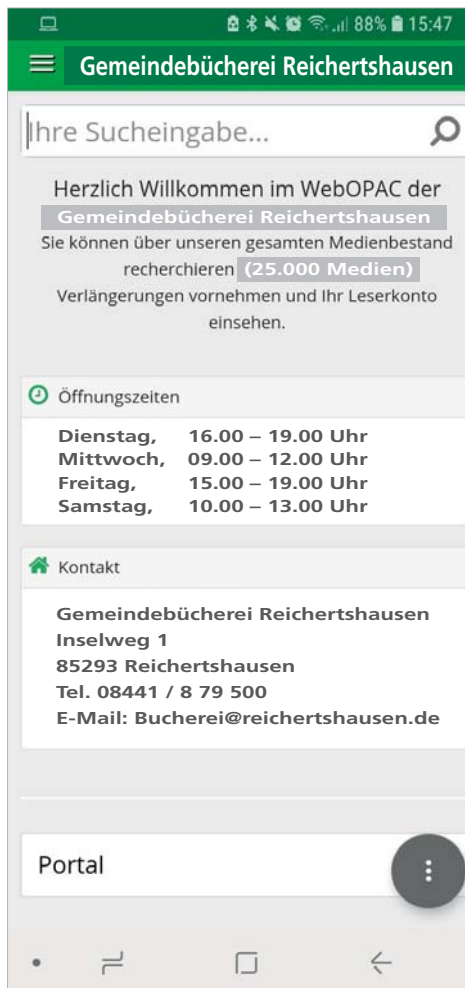 88% 15:47
Gemeindebücherei Reichertshausen
Ihre Sucheingabe...
Herzlich Willkommen im WebOPAC der
Gemeindebücherei Reichertshausen
Sie können über unseren gesamten Medienbestand
recherchieren (25.000 Medien)
Verlängerungen vornehmen und Ihr Leserkonto
einsehen.
Öffnungszeiten
Dienstag, 16.00 – 19.00 Uhr
Mittwoch, 09.00 – 12.00 Uhr
Freitag, 15.00 – 19.00 Uhr
Samstag, 10.00 – 13.00 Uhr
Kontakt
Gemeindebücherei Reichertshausen
Inselweg 1
85293 Reichertshausen
Tel. 08441 / 8 79 500
E-Mail: Bucherei@reichertshausen.de
Portal